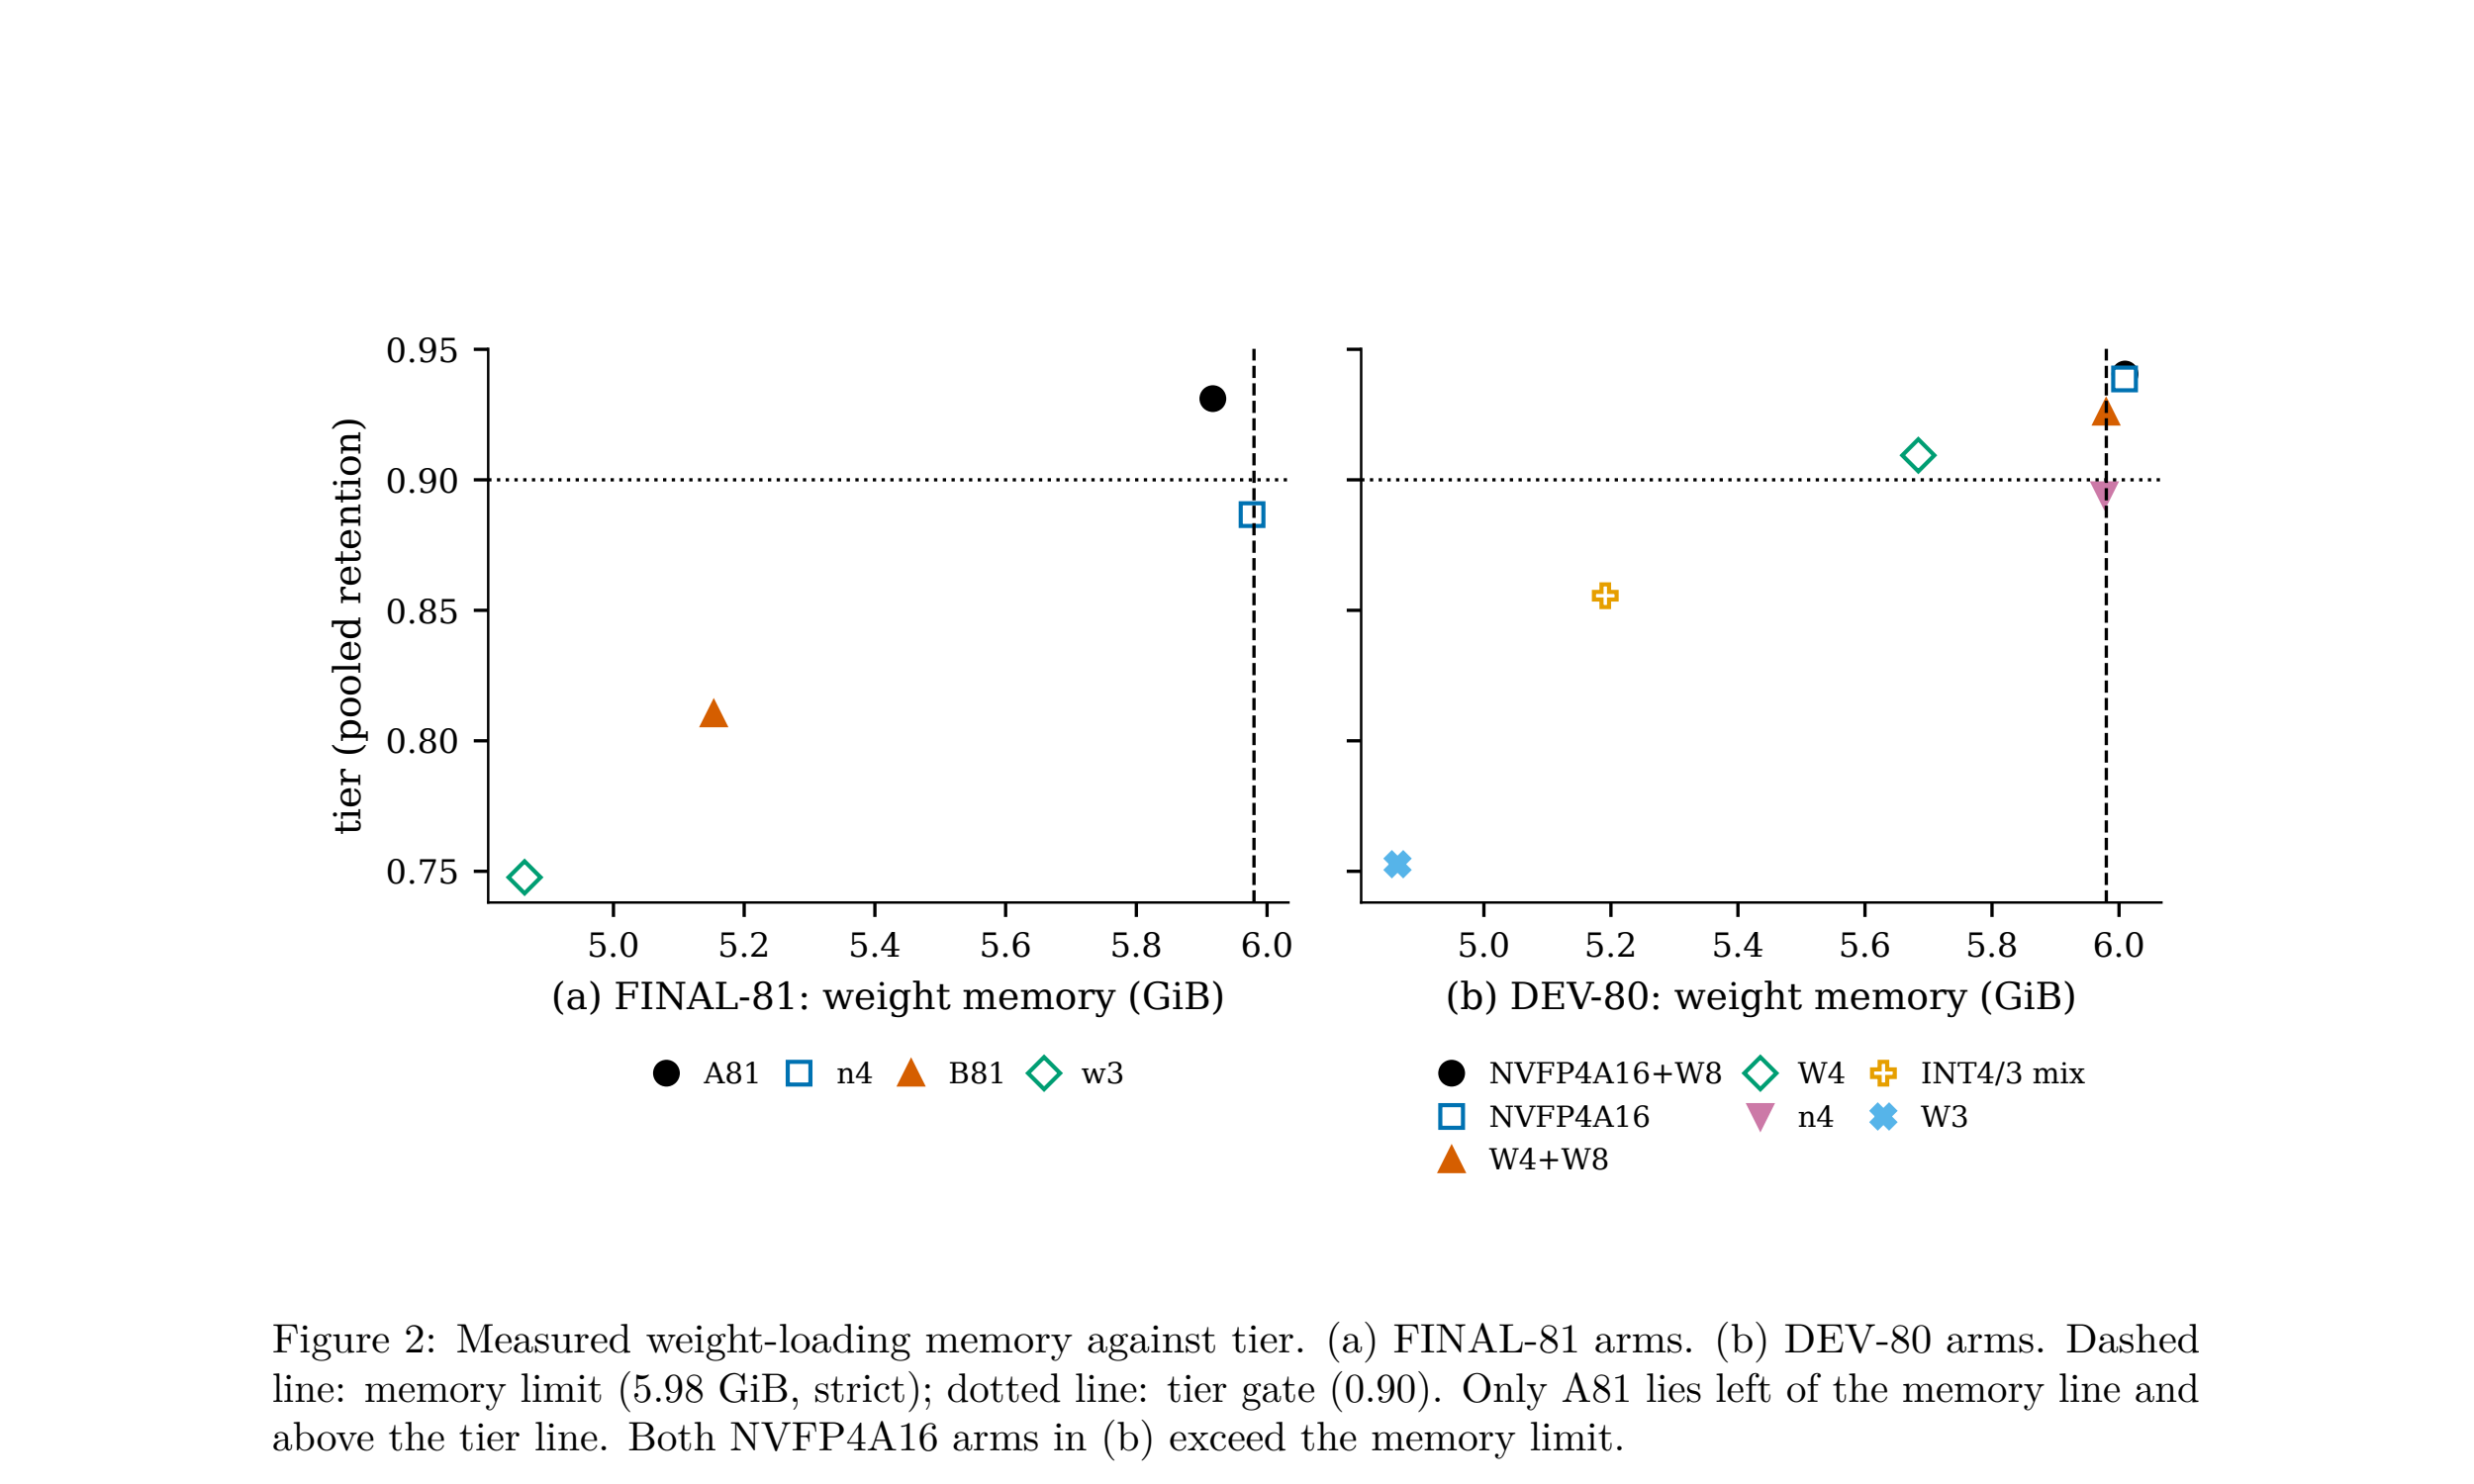 0.95
0.90
0.85
0.80
0.75
tier (pooled retention)
5.0 5.2 5.4 5.6 5.8 6.0
(a) FINAL-81: weight memory (GiB)
A81 n4 B81 w3
5.0 5.2 5.4 5.6 5.8 6.0
(b) DEV-80: weight memory (GiB)
NVFP4A16+W8 W4 INT4/3 mix
NVFP4A16 n4 W3
W4+W8
Figure 2: Measured weight-loading memory against tier. (a) FINAL-81 arms. (b) DEV-80 arms. Dashed
line: memory limit (5.98 GiB, strict); dotted line: tier gate (0.90). Only A81 lies left of the memory line and
above the tier line. Both NVFP4A16 arms in (b) exceed the memory limit.